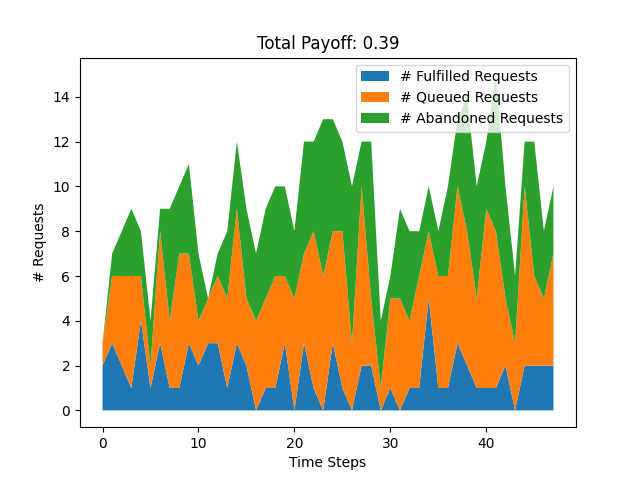 Total Payoff: 0.39
# Fulfilled Requests
# Queued Requests
# Abandoned Requests
14
12
10
8
6
4
2
0
# Requests
0 10 20 30 40
Time Steps